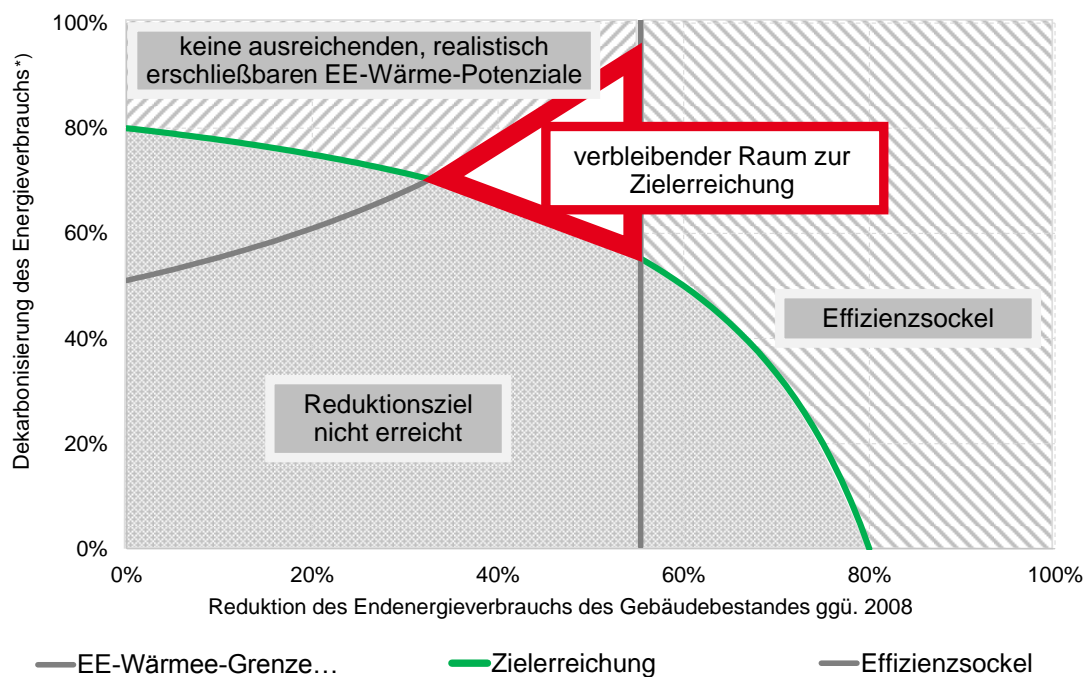 100%
80%
60%
40%
20%
0%
Dekarbonisierung des Energieverbrauchs*)
keine ausreichenden, realistisch
erschließbaren EE-Wärme-Potenziale
verbleibender Raum zur
Zielerreichung
Effizienzsockel
Reduktionsziel
nicht erreicht
0% 20% 40% 60% 80% 100%
Reduktion des Endenergieverbrauchs des Gebäudebestandes ggü. 2008
EE-Wärmee-Grenze… Zielerreichung Effizienzsockel